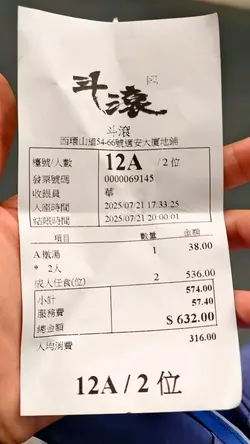 斗滾
斗滾
西環山道54-66號遇安大廈地鋪
檯號/人數 12A / 2 位
發票號碼 0000069145
收銀員 華
入座時間 2025/07/21 17:33:25
結賬時間 2025/07/21 20:00:01
項目 數量 金額
A 燉湯 1 38.00
* 2人
成人任食(位) 2 536.00
小計 574.00
服務費 57.40
總金額 $ 632.00
人均消費 316.00
12A / 2 位